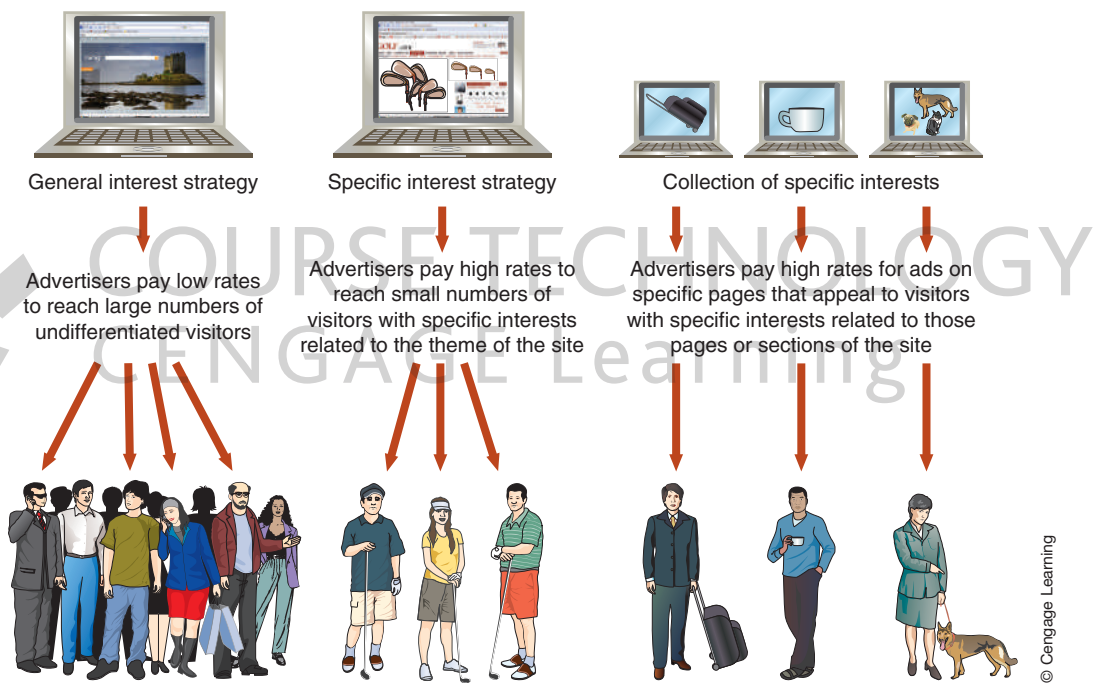 General interest strategy
Specific interest strategy
Collection of specific interests
Advertisers pay low rates
to reach large numbers of
undifferentiated visitors
Advertisers pay high rates to
reach small numbers of
visitors with specific interests
related to the theme of the site
Advertisers pay high rates for ads on
specific pages that appeal to visitors
with specific interests related to those
pages or sections of the site
COURSE TECHNOLOGY
CENGAGE Learning
© Cengage Learning